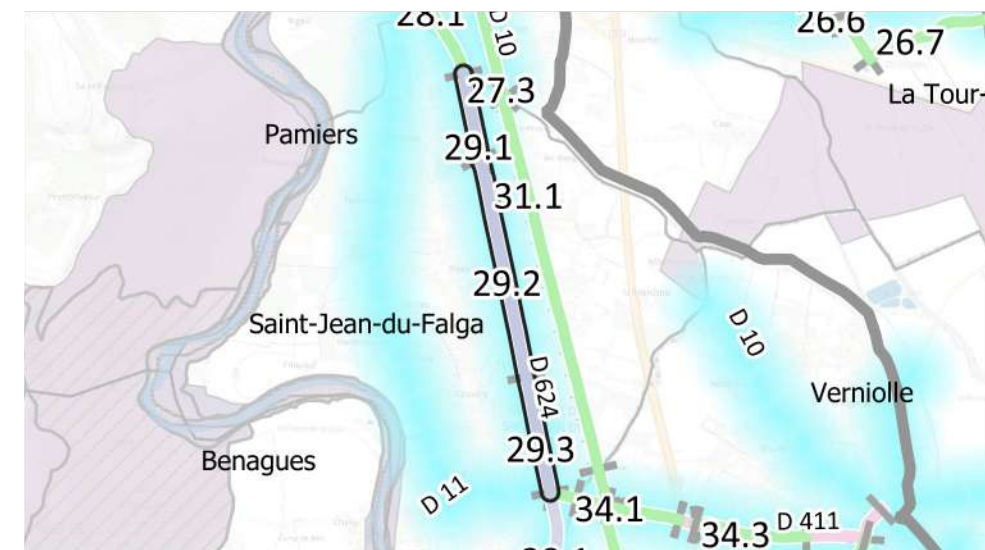 28.1
D 10
26.6
26.7
27.3
La Tour-
Pamiers
29.1
31.1
29.2
Saint-Jean-du-Falga
D 10
D 624
Verniolle
29.3
Benagues
D 11
34.1
34.3
D 411